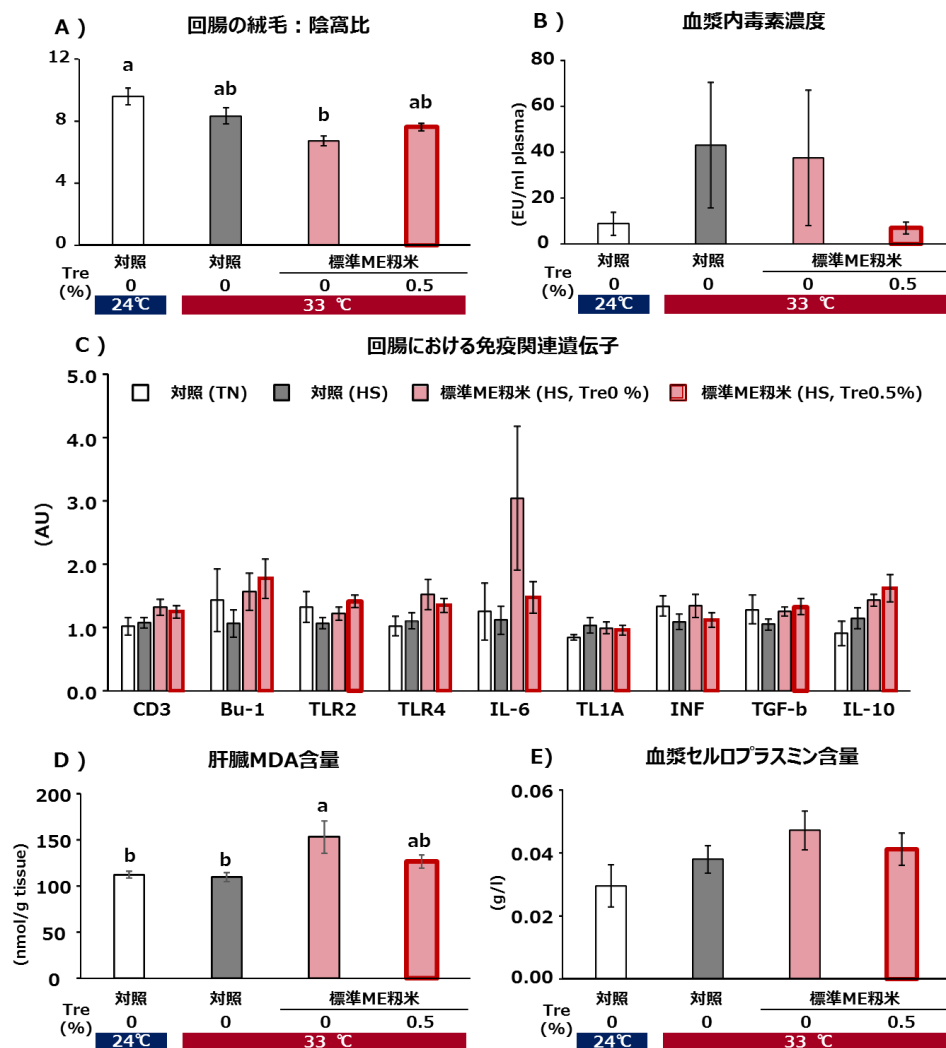 A ) 回腸の絨毛:陰窩比
12
8
4
0
a
ab
b
ab
対照 対照 標準ME籾米
Tre (%) 0 0 0 0.5
24℃ 33 ℃
B ) 血漿内毒素濃度
(EU/ml plasma)
80
60
40
20
0
対照 対照 標準ME籾米
Tre (%) 0 0 0 0.5
24℃ 33 ℃
C ) 回腸における免疫関連遺伝子
対照 (TN) 対照 (HS) 標準ME籾米 (HS, Tre0 %) 標準ME籾米 (HS, Tre0.5%)
(AU)
5.0
4.0
3.0
2.0
1.0
0.0
CD3 Bu-1 TLR2 TLR4 IL-6 TL1A INF TGF-b IL-10
D ) 肝臓MDA含量
(nmol/g tissue)
200
150
100
50
0
b
b
a
ab
対照 対照 標準ME籾米
Tre (%) 0 0 0 0.5
24℃ 33 ℃
E ) 血漿セルロプラスミン含量
(g/l)
0.06
0.04
0.02
0.00
対照 対照 標準ME籾米
Tre (%) 0 0 0 0.5
24℃ 33 ℃